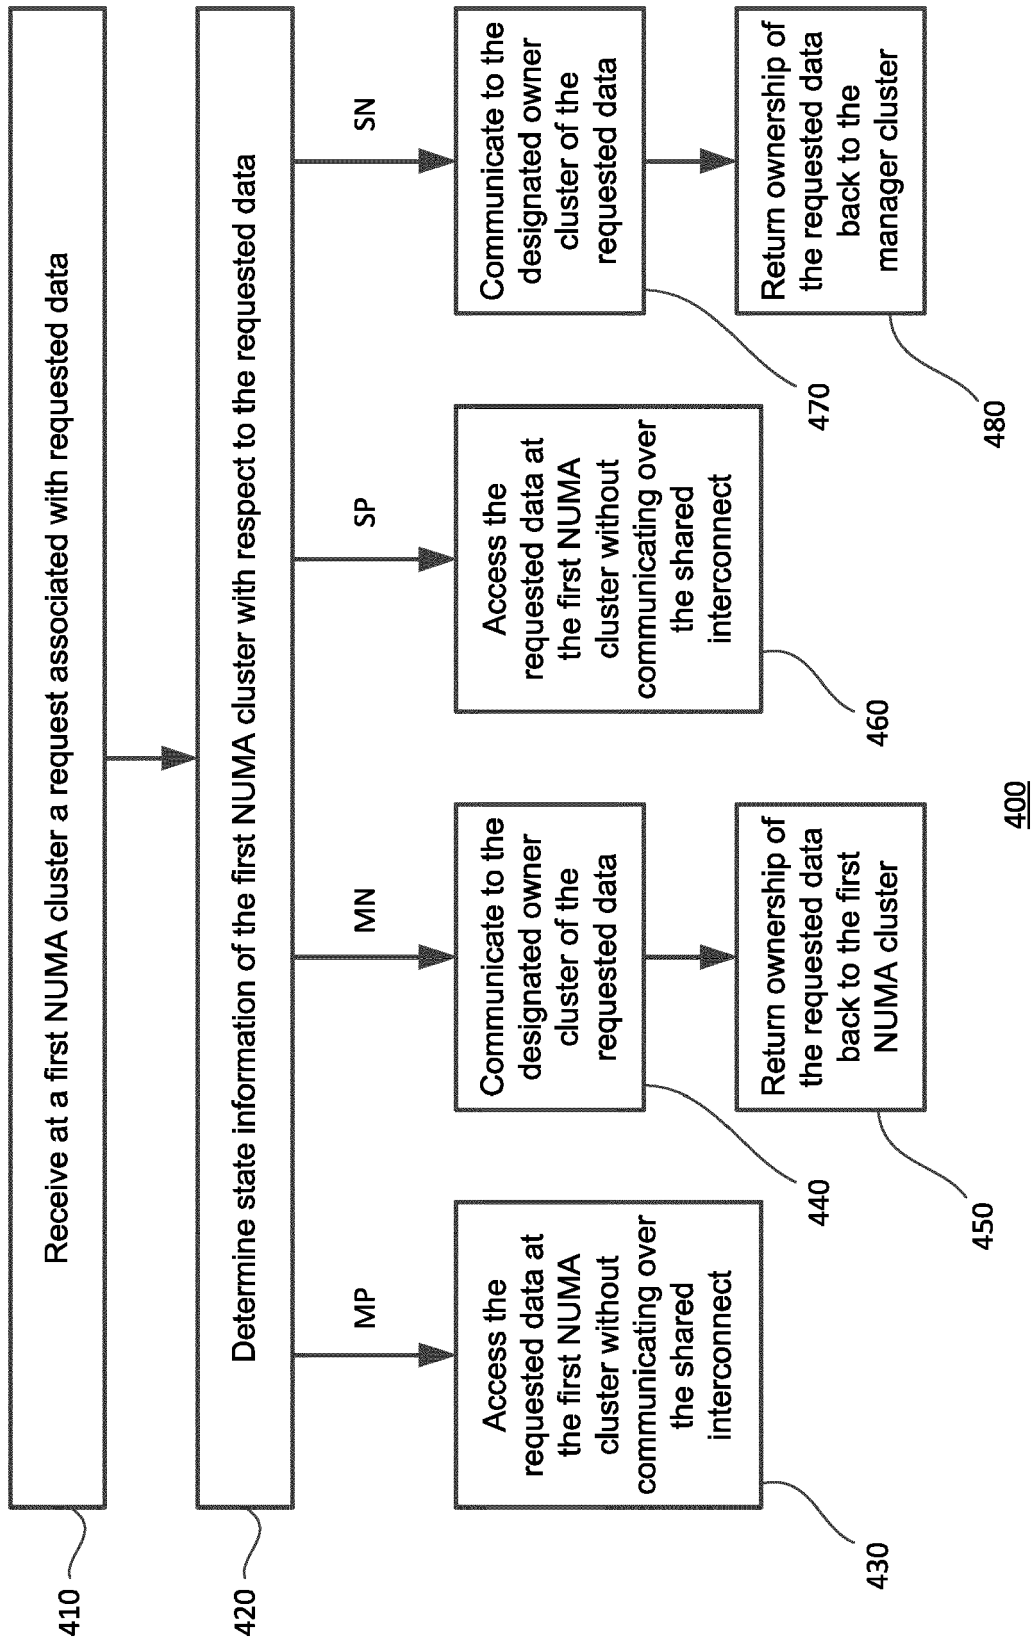 410
Receive at a first NUMA cluster a request associated with requested data
420
Determine state information of the first NUMA cluster with respect to the requested data
MP
MN
SP
SN
Access the
requested data at
the first NUMA
cluster without
communicating over
the shared
interconnect
430
Communicate to the
designated owner
cluster of the
requested data
440
Return ownership of
the requested data
back to the first
NUMA cluster
450
Access the
requested data at
the first NUMA
cluster without
communicating over
the shared
interconnect
460
Communicate to the
designated owner
cluster of the
requested data
470
Return ownership of
the requested data
back to the
manager cluster
480
400